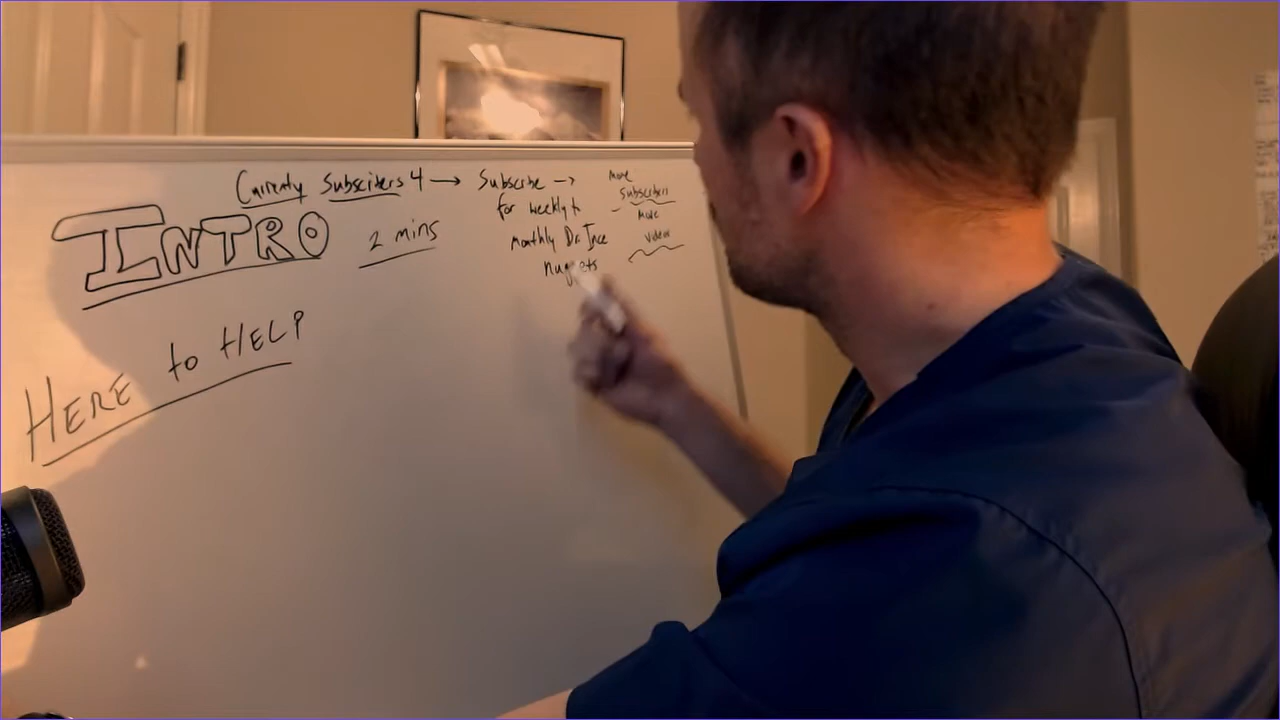 Currently Subscribers 4 → Subscribe →
for weekly +
monthly Dr. Ince
nuggets
more
subscribers
more
videos
INTRO
2 mins
HERE to HELP